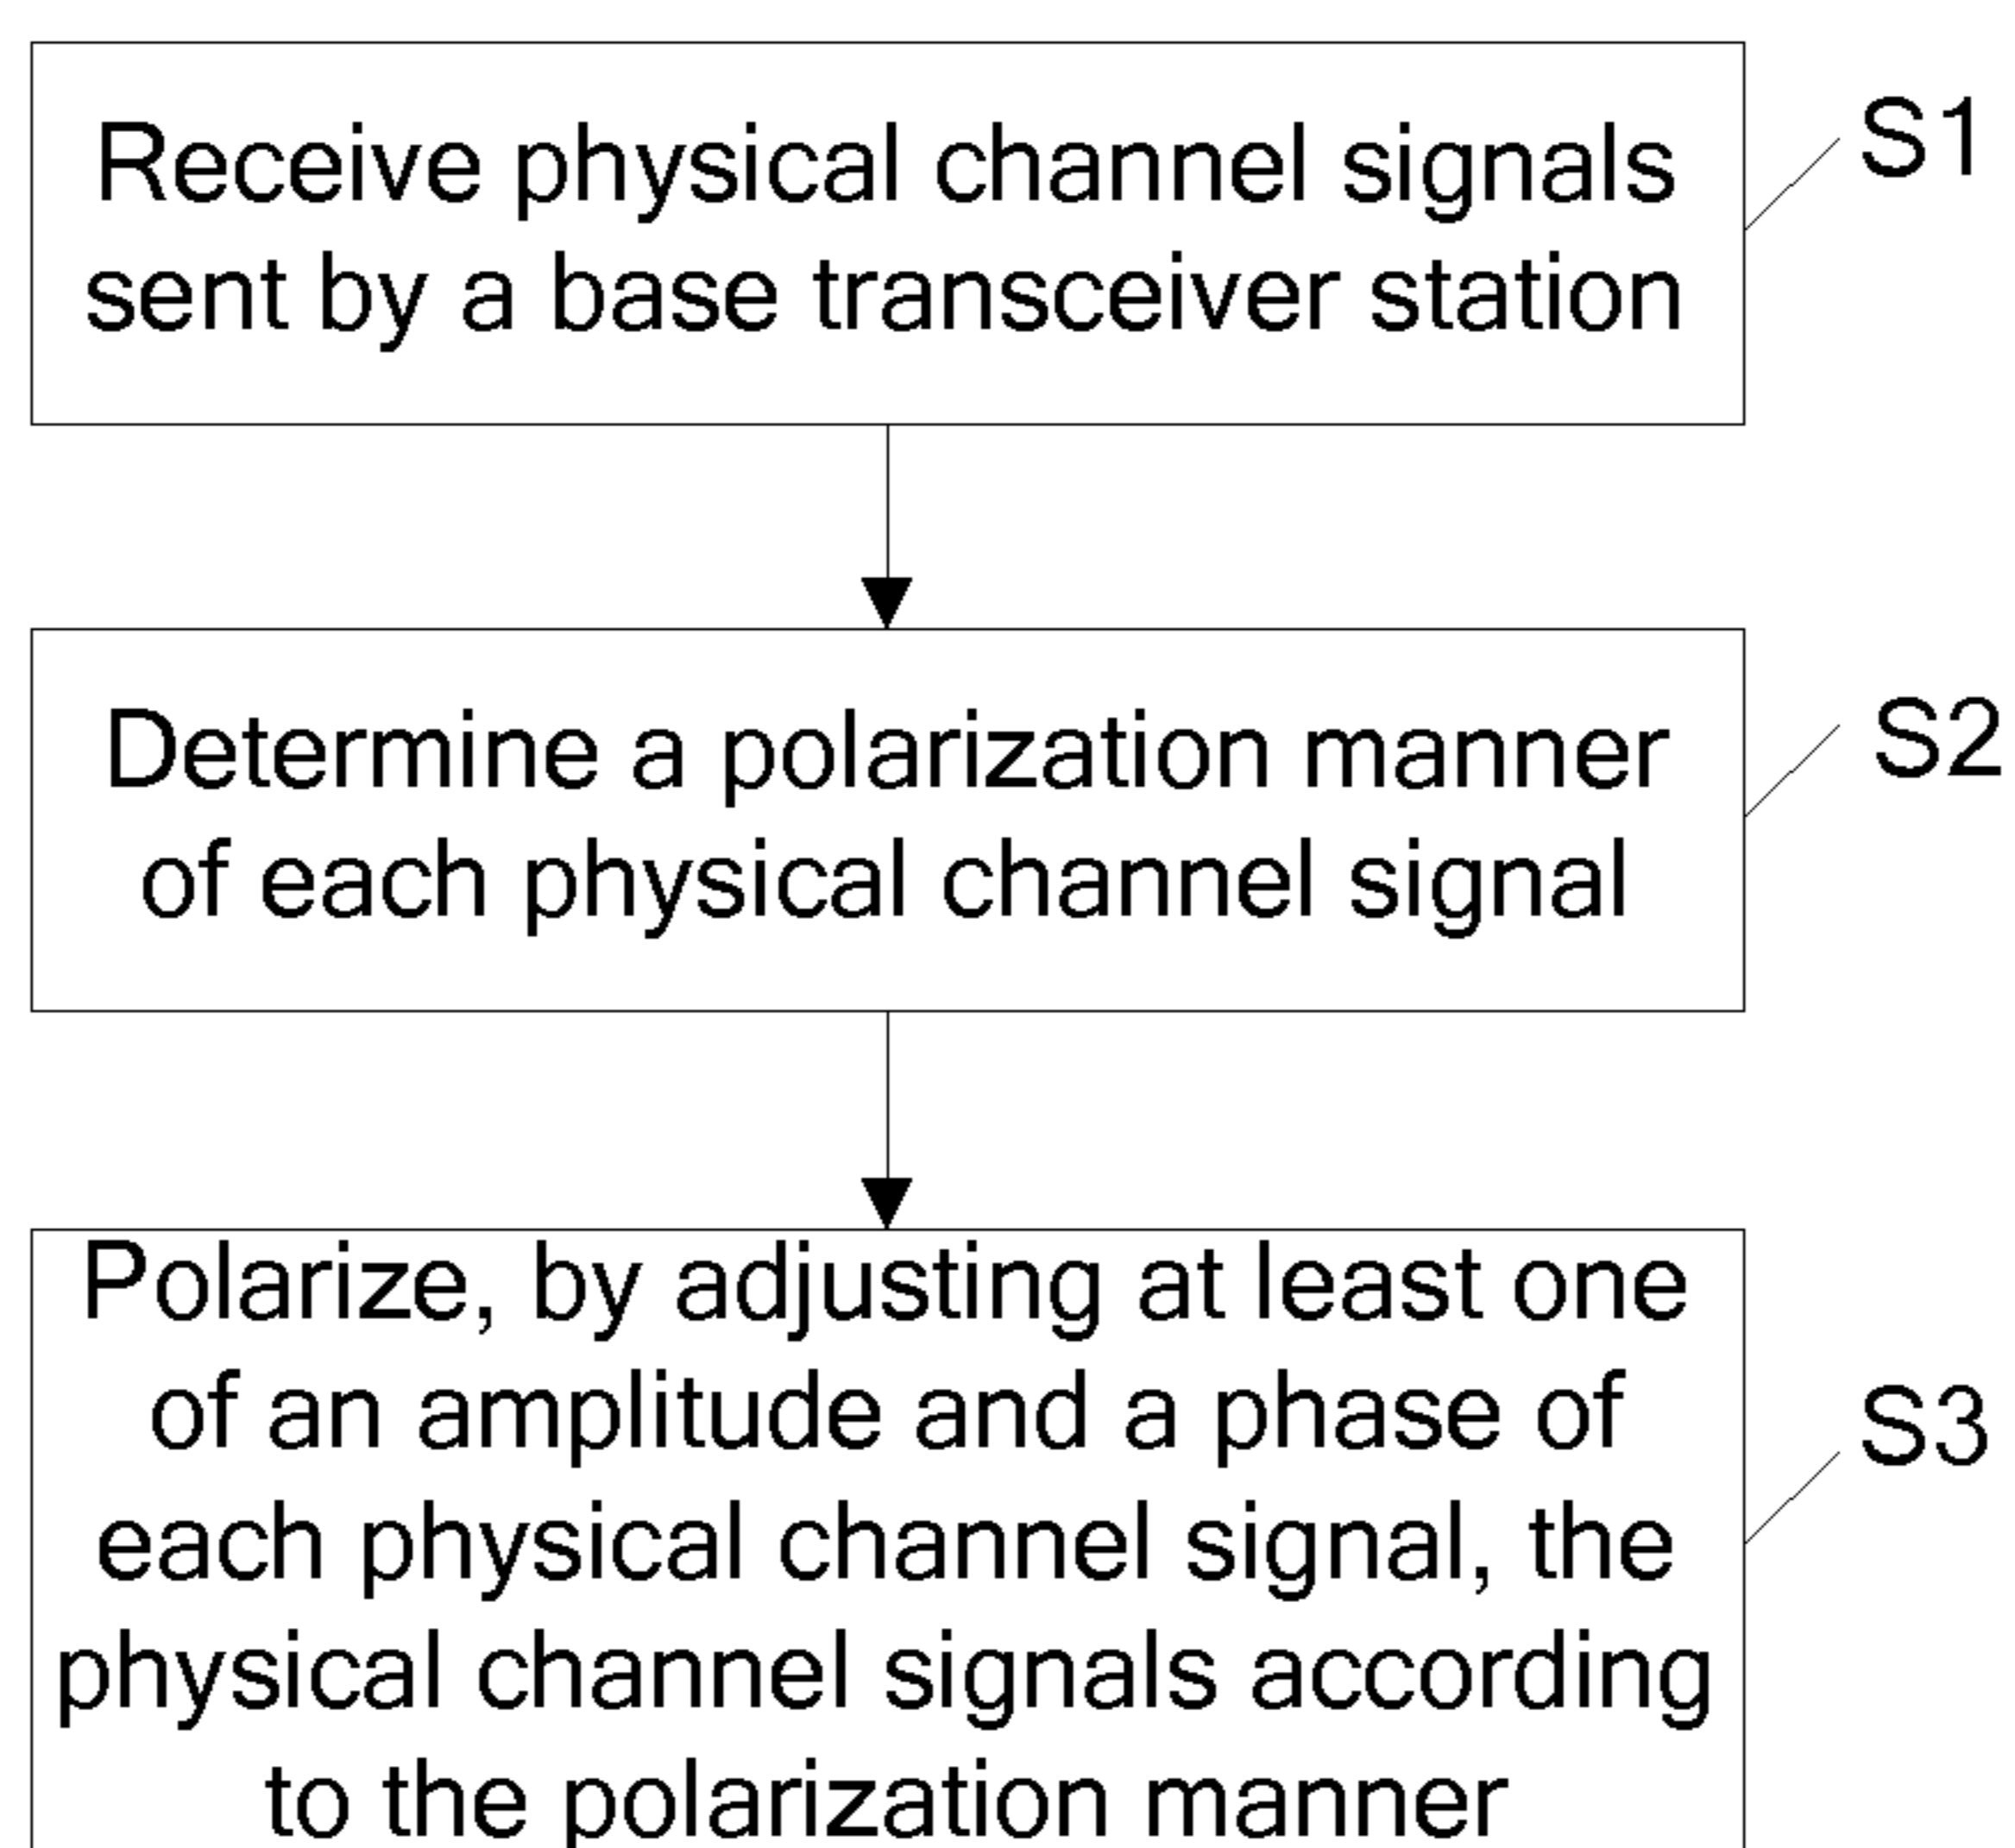 Receive physical channel signals
sent by a base transceiver station
S1
Determine a polarization manner
of each physical channel signal
S2
Polarize, by adjusting at least one
of an amplitude and a phase of
each physical channel signal, the
physical channel signals according
to the polarization manner
S3